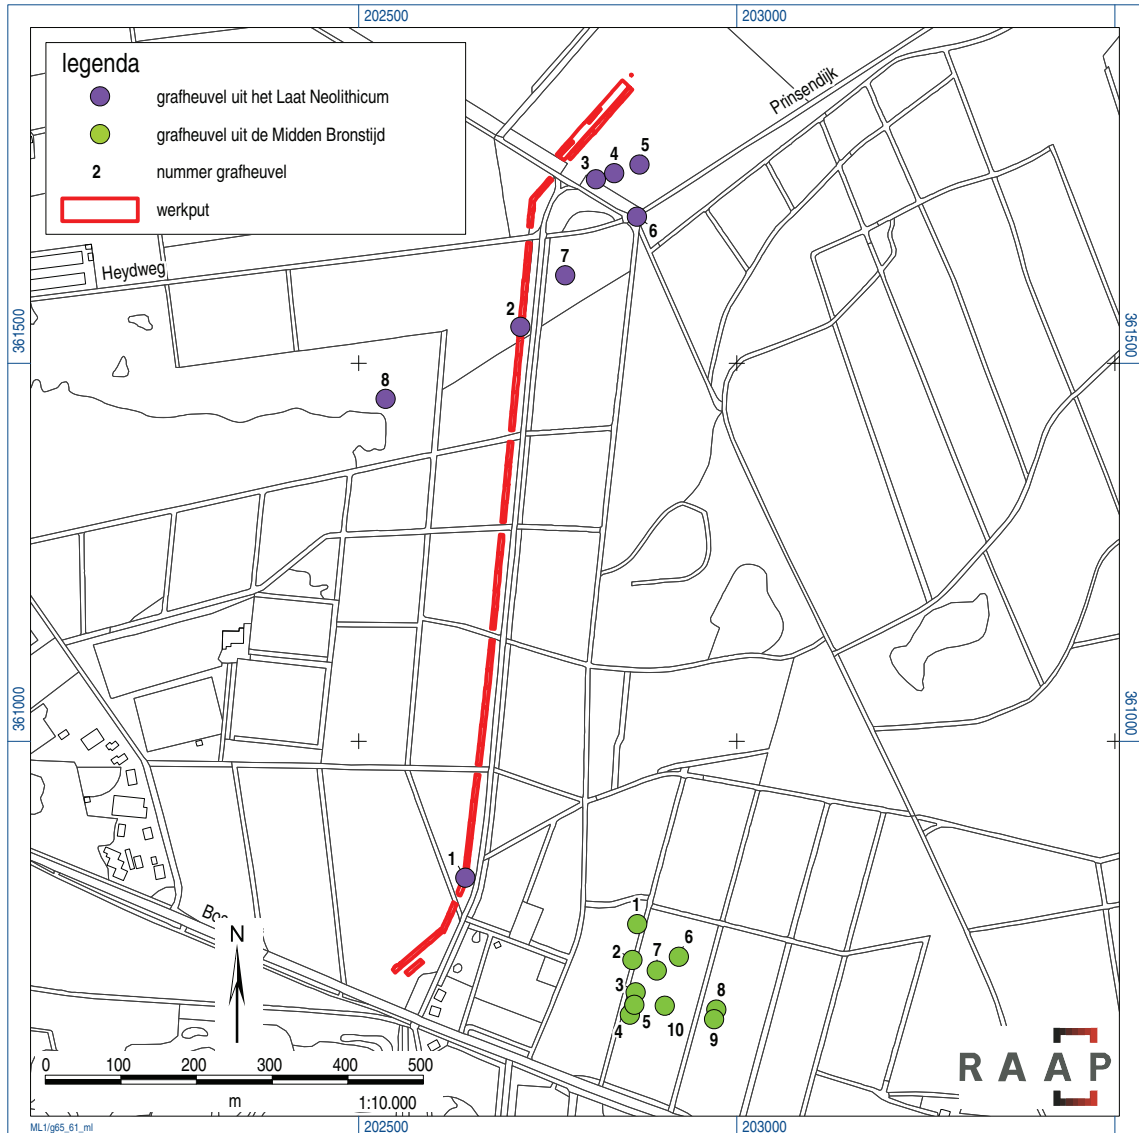 202500
203000
legenda
grafheuvel uit het Laat Neolithicum
grafheuvel uit de Midden Bronstijd
2 nummer grafheuvel
werkput
Prinsendijk
3
4
5
6
7
2
8
Heydweg
361500
361500
361000
361000
1
1
2
7
6
3
4
5
10
8
9
N
0 100 200 300 400 500
m
1:10.000
RAAP
ML1/g65_61_ml
202500
203000